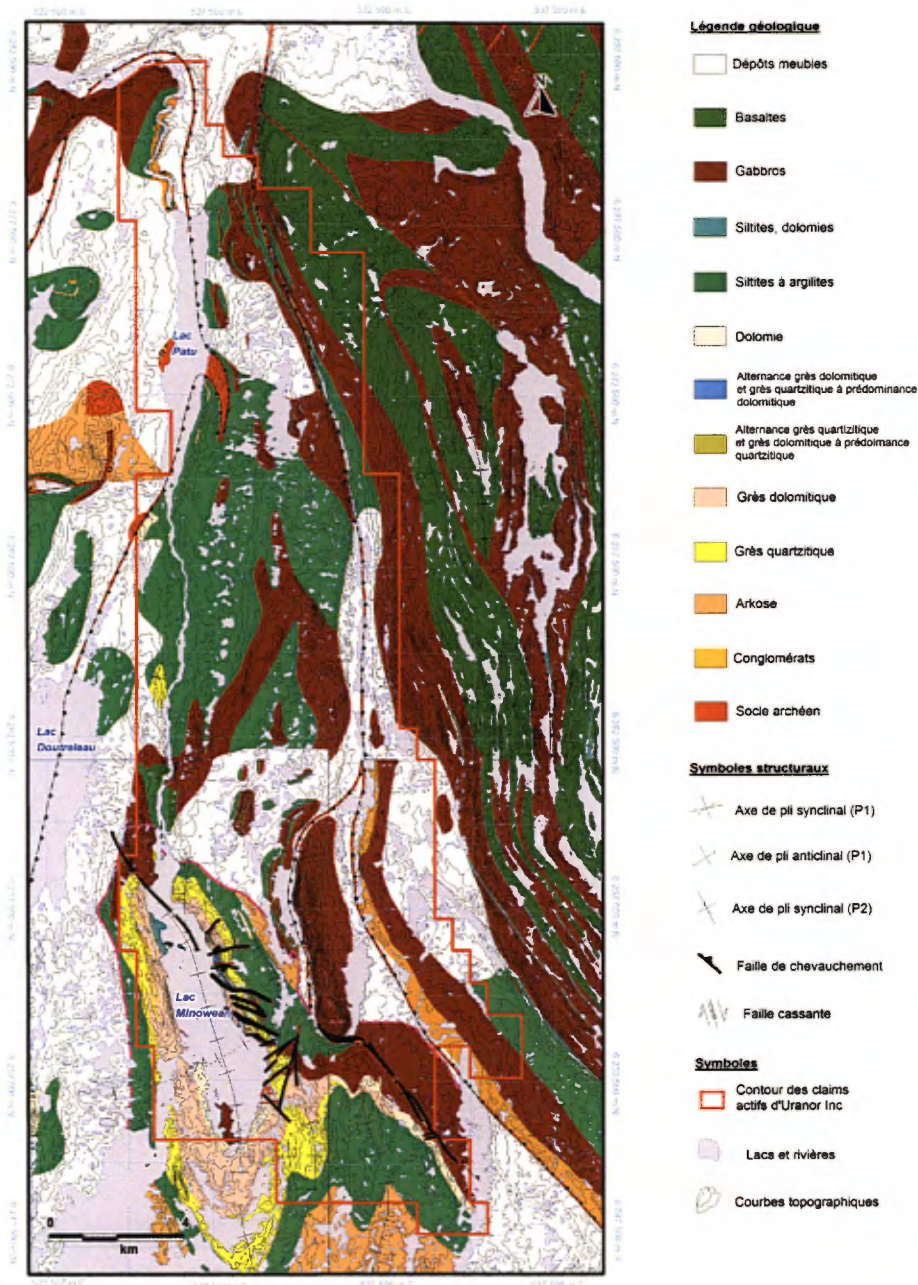 Légende géologique
Dépôts meubles
Basaltes
Gabbros
Siltites, dolomies
Siltites à argilites
Dolomie
Alternance grès dolomitique
et grès quartzitique à prédominance
dolomitique
Alternance grès quartizitique
et grès dolomitique à prédoimance
quartzitique
Grès dolomitique
Grès quartzitique
Arkose
Conglomérats
Socle archéen
Symboles structuraux
Axe de pli synclinal (P1)
Axe de pli anticlinal (P1)
Axe de pli synclinal (P2)
Faille de chevauchement
Faille cassante
Symboles
Contour des claims
actifs d'Uranor Inc
Lacs et rivières
Courbes topographiques
N
Lac
Patu
Lac
Doutreleau
Lac
Minowean
0 4
km